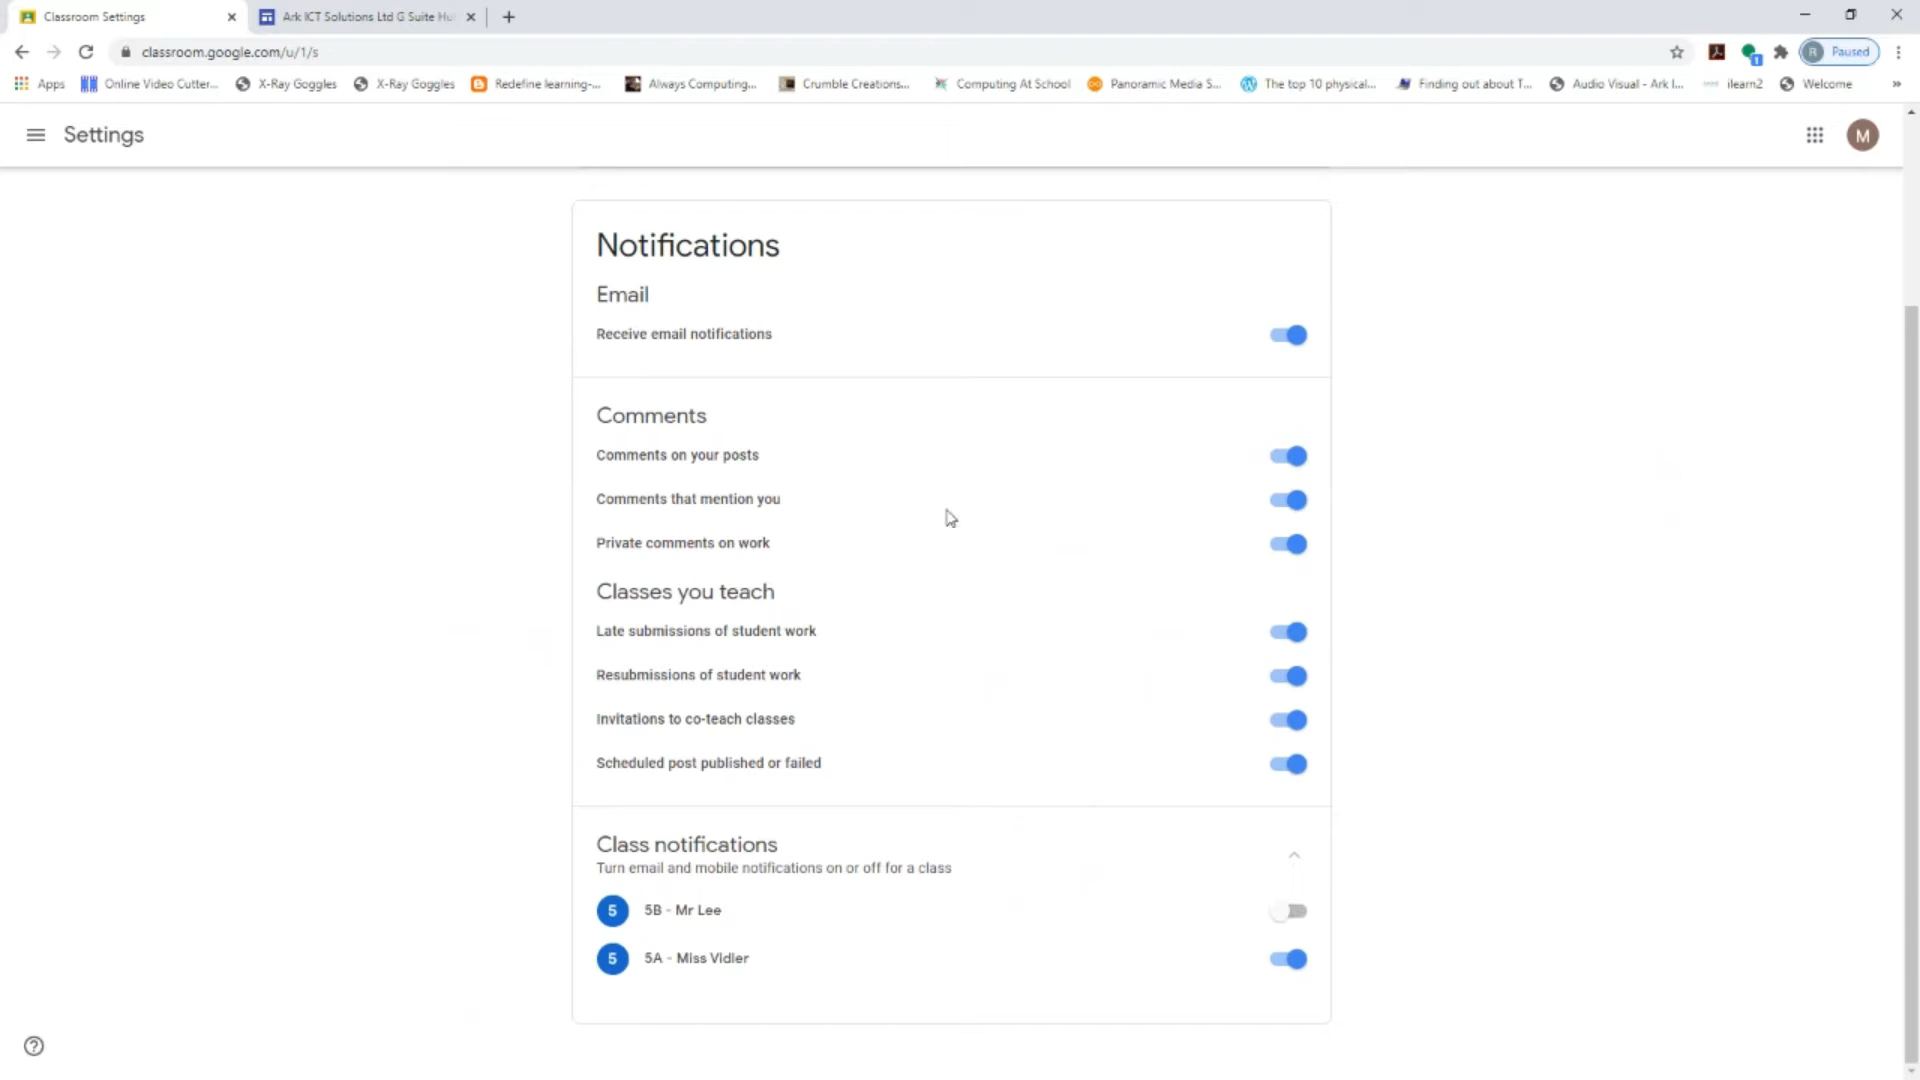 Classroom Settings
Ark ICT Solutions Ltd G Suite Hu
classroom.google.com/u/1/s
R Paused
Apps
Online Video Cutter...
X-Ray Goggles
X-Ray Goggles
Redefine learning-...
Always Computing...
Crumble Creations...
Computing At School
Panoramic Media S...
The top 10 physical...
Finding out about T...
Audio Visual - Ark I...
ilearn2
Welcome
»
Settings
M
Notifications
Email
Receive email notifications
Comments
Comments on your posts
Comments that mention you
Private comments on work
Classes you teach
Late submissions of student work
Resubmissions of student work
Invitations to co-teach classes
Scheduled post published or failed
Class notifications
Turn email and mobile notifications on or off for a class
5 5B - Mr Lee
5 5A - Miss Vidler